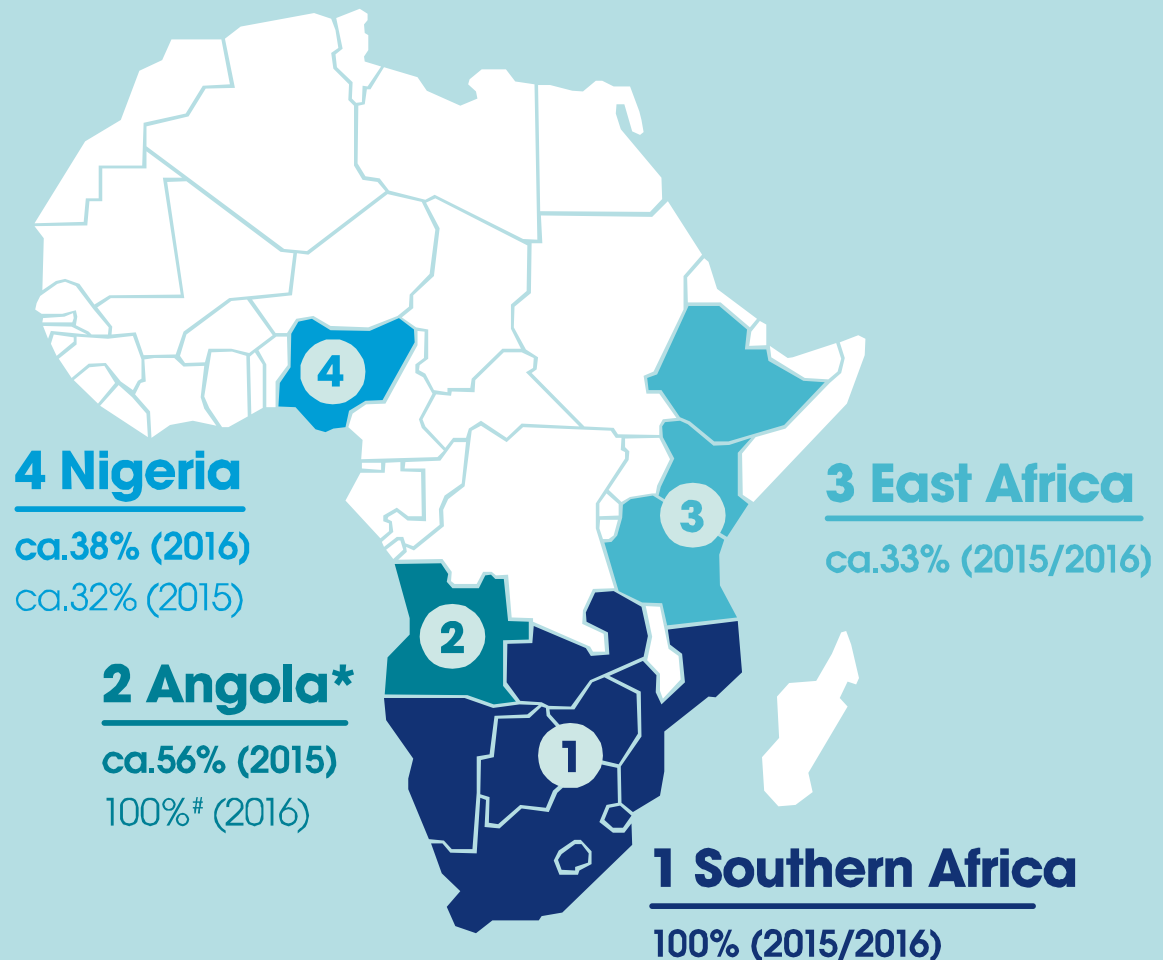 4
3
2
1
4 Nigeria
ca.38% (2016)
ca.32% (2015)
3 East Africa
ca.33% (2015/2016)
2 Angola*
ca.56% (2015)
100%# (2016)
1 Southern Africa
100% (2015/2016)